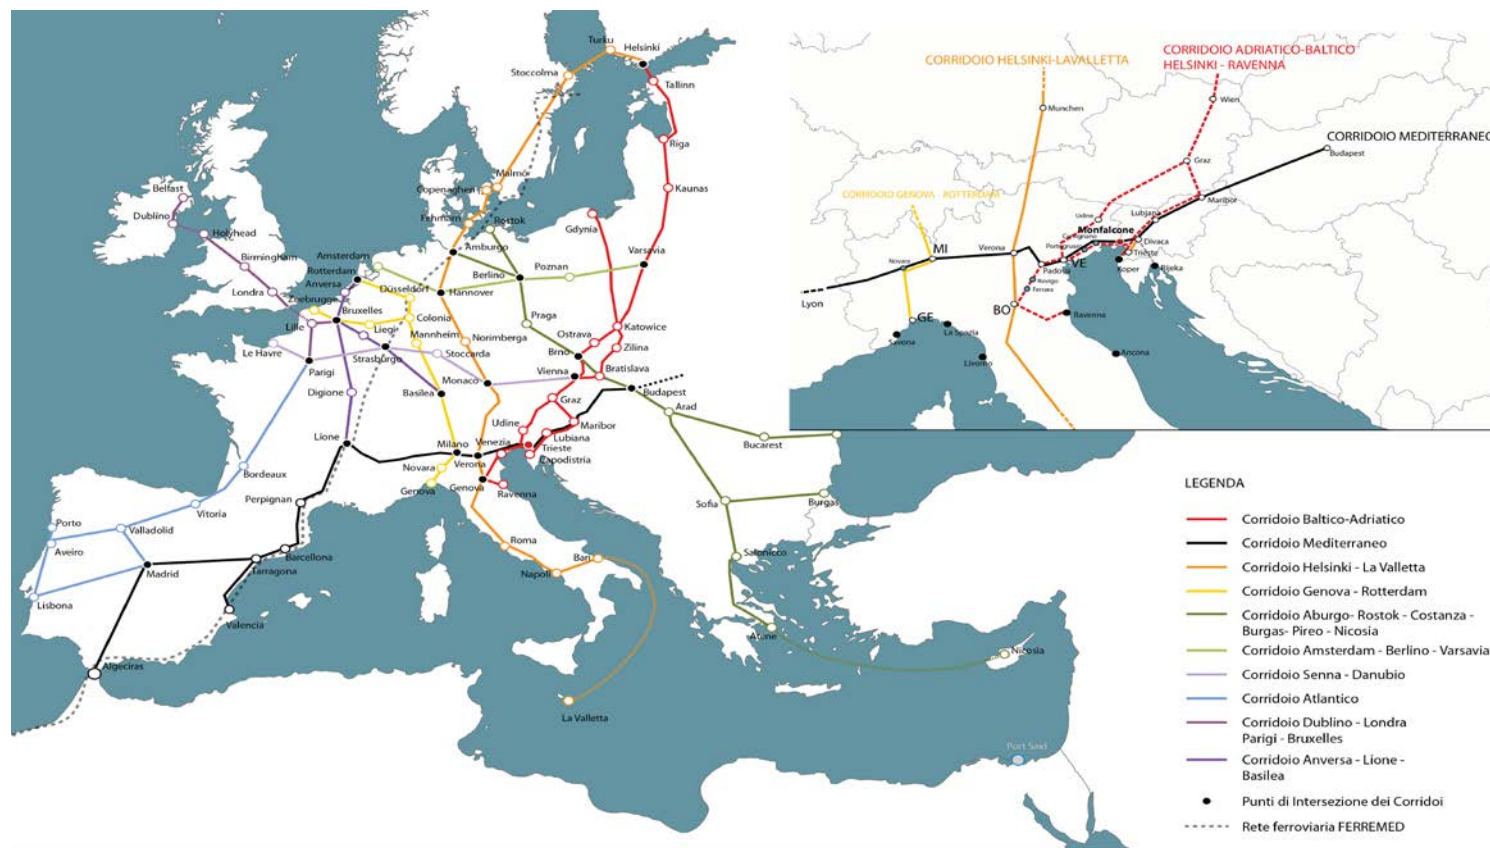 Turku
Helsinki
Stoccolma
Tallinn
Riga
Malmö
Copenaghen
Kaunas
Belfast
Fehmarn
Rostok
Dublino
Gdynia
Holyhead
Amburgo
Varsavia
Amsterdam
Birmingham
Rotterdam
Berlino
Poznan
Anversa
Düsseldorf
Hannover
Londra
Zeebrugge
Bruxelles
Colonia
Praga
Katowice
Lille
Liegi
Mannheim
Norimberga
Ostrava
Zilina
Le Havre
Strasburgo
Stoccarda
Brno
Parigi
Vienna
Bratislava
Monaco
Digione
Basilea
Budapest
Graz
Arad
Udine
Maribor
Lione
Milano
Venezia
Lubiana
Bucarest
Trieste
Novara
Verona
Capodistria
Bordeaux
Genova
Genova
Ravenna
Perpignan
Sofia
Burgas
Vitoria
Porto
Valladolid
Roma
Aveiro
Barcellona
Bari
Salonicco
Madrid
Tarragona
Napoli
Lisbona
Valencia
Atene
Nicosia
Algeciras
La Valletta
Port Said
CORRIDOIO ADRIATICO-BALTICO
HELSINKI - RAVENNA
CORRIDOIO HELSINKI-LAVALLETTA
Wien
Munchen
CORRIDOIO MEDITERRANEO
Budapest
Graz
CORRIDOIO GENOVA - ROTTERDAM
Maribor
Udine
Lubjana
Monfalcone
Divaca
Verona
MI
Trieste
Novara
Padova
VE
Koper
Rijeka
Rovigo
Ferrara
Lyon
BO
GE
Ravenna
La Spezia
Savona
Livorno
Ancona
LEGENDA
Corridoio Baltico-Adriatico
Corridoio Mediterraneo
Corridoio Helsinki - La Valletta
Corridoio Genova - Rotterdam
Corridoio Aburgo- Rostok - Costanza -
Burgas- Pireo - Nicosia
Corridoio Amsterdam - Berlino - Varsavia
Corridoio Senna - Danubio
Corridoio Atlantico
Corridoio Dublino - Londra
Parigi - Bruxelles
Corridoio Anversa - Lione -
Basilea
Punti di Intersezione dei Corridoi
Rete ferroviaria FERREMED